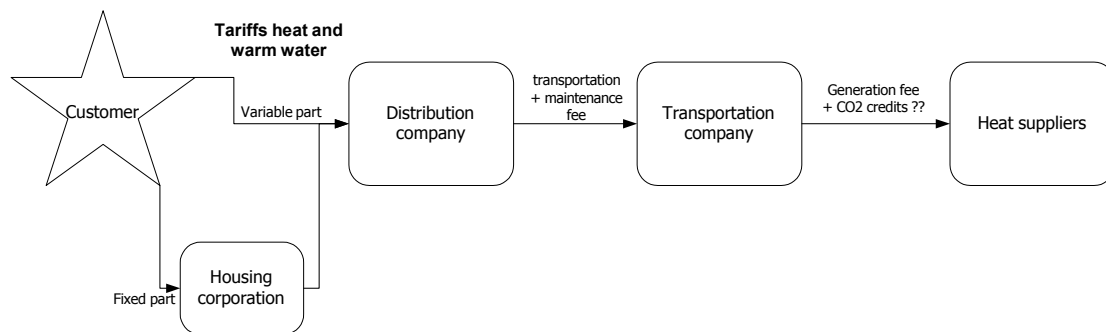 Tariffs heat and
warm water
Customer
Variable part
Distribution
company
transportation
+ maintenance
fee
Transportation
company
Generation fee
+ CO2 credits ??
Heat suppliers
Fixed part
Housing
corporation